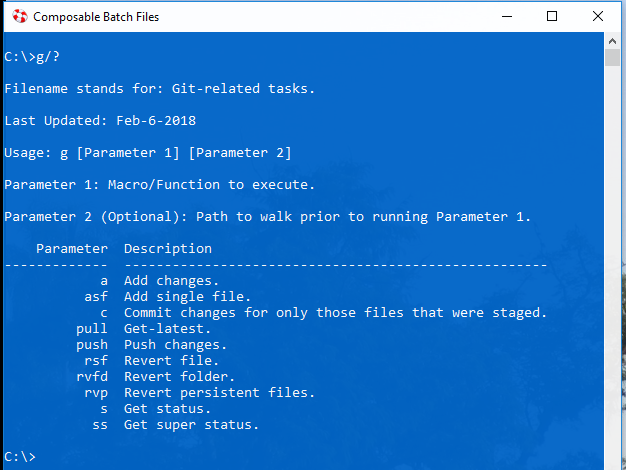 Composable Batch Files
C:\>g/?
Filename stands for: Git-related tasks.
Last Updated: Feb-6-2018
Usage: g [Parameter 1] [Parameter 2]
Parameter 1: Macro/Function to execute.
Parameter 2 (Optional): Path to walk prior to running Parameter 1.
Parameter  Description
-------------  -----------------------------------------------------
a  Add changes.
asf  Add single file.
c  Commit changes for only those files that were staged.
pull  Get-latest.
push  Push changes.
rsf  Revert file.
rvfd  Revert folder.
rvp  Revert persistent files.
s  Get status.
ss  Get super status.
C:\>